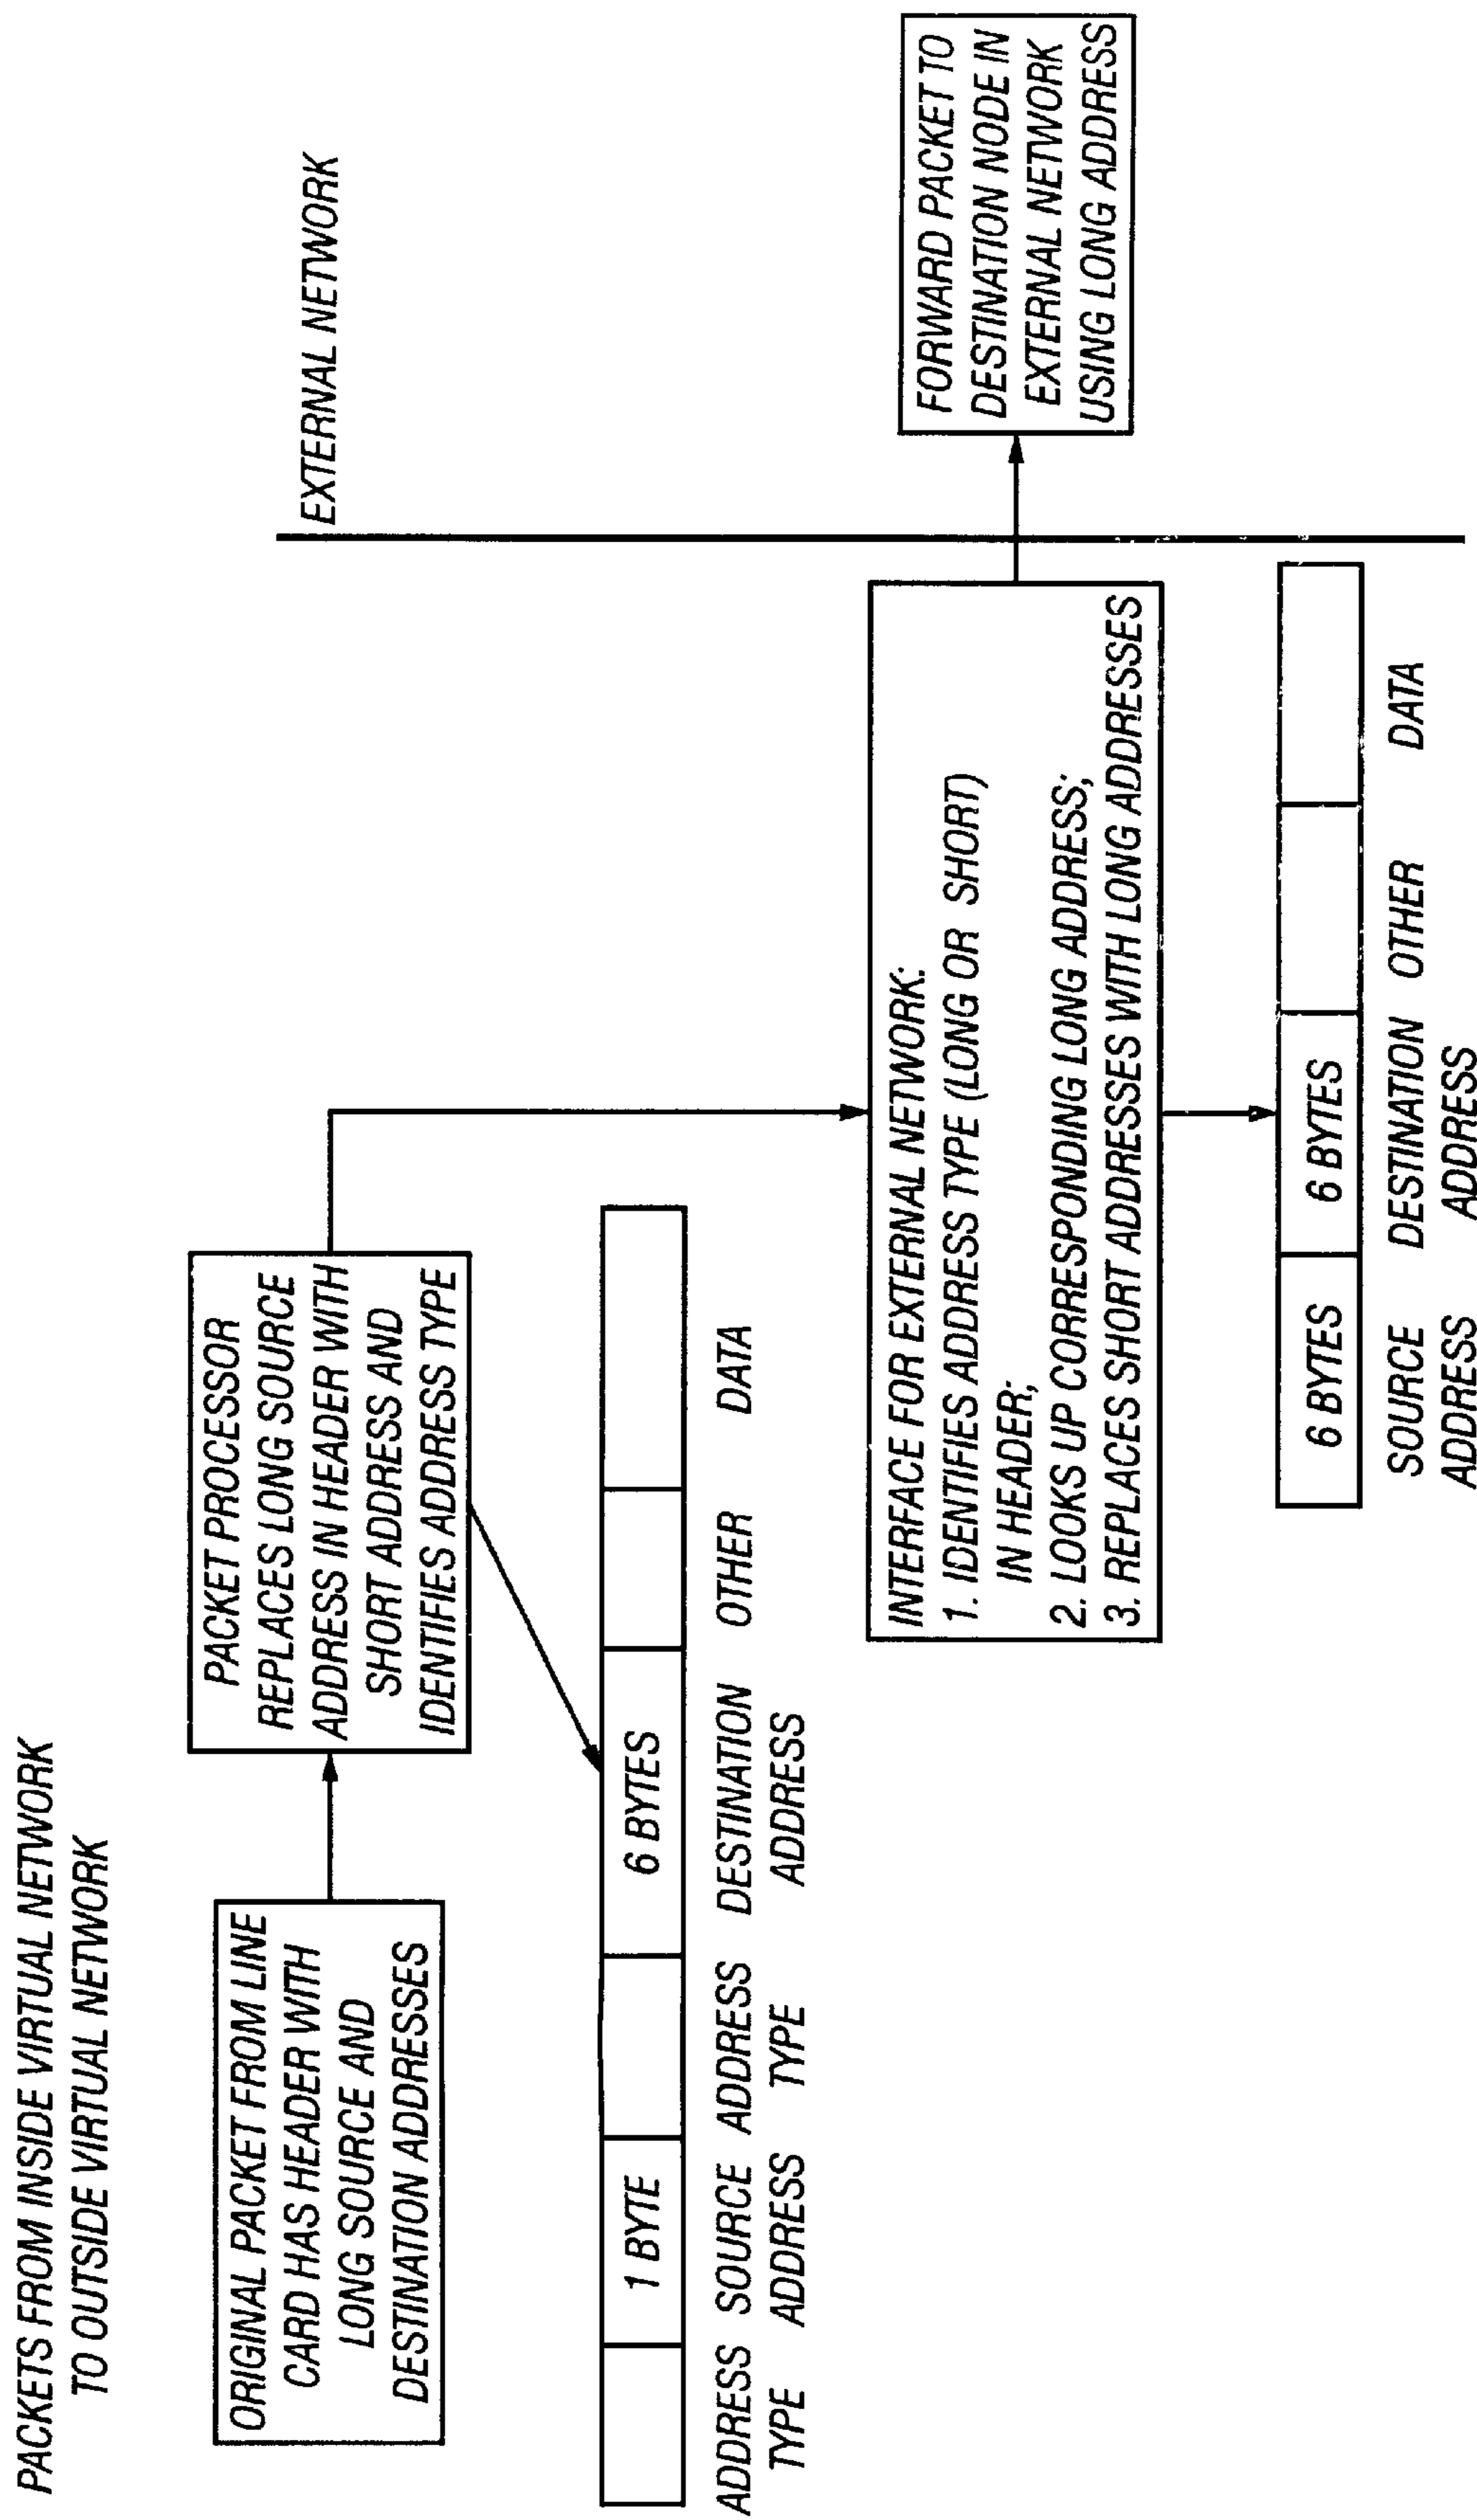 PACKETS FROM INSIDE VIRTUAL NETWORK
TO OUTSIDE VIRTUAL NETWORK
EXTERNAL NETWORK
ORIGINAL PACKET FROM LINE
CARD HAS HEADER WITH
LONG SOURCE AND
DESTINATION ADDRESSES
PACKET PROCESSOR
REPLACES LONG SOURCE
ADDRESS IN HEADER WITH
SHORT ADDRESS AND
IDENTIFIES ADDRESS TYPE
1 BYTE
6 BYTES
ADDRESS SOURCE ADDRESS DESTINATION OTHER DATA
TYPE ADDRESS TYPE ADDRESS
INTERFACE FOR EXTERNAL NETWORK:
1. IDENTIFIES ADDRESS TYPE (LONG OR SHORT)
IN HEADER;
2. LOOKS UP CORRESPONDING LONG ADDRESS;
3. REPLACES SHORT ADDRESSES WITH LONG ADDRESSES
FORWARD PACKET TO
DESTINATION NODE IN
EXTERNAL NETWORK
USING LONG ADDRESS
6 BYTES 6 BYTES
SOURCE DESTINATION OTHER DATA
ADDRESS ADDRESS